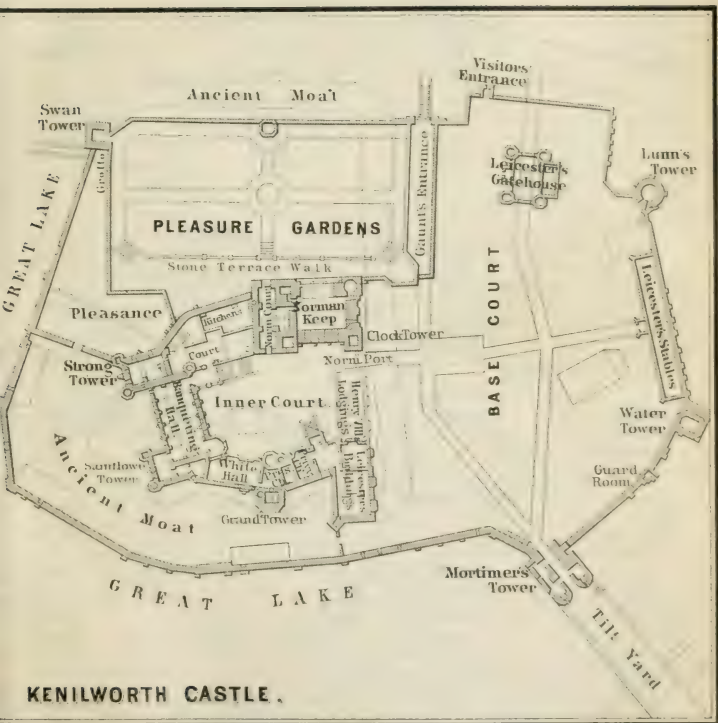 Visitors'
Entrance
Ancient Moat
Swan
Tower
Lunn's
Tower
Leicester's
Gatehouse
Grotto
GREAT LAKE
Gaunt's Entrance
PLEASURE GARDENS
Stone Terrace Walk
Pleasance
Kitchens
Norm Court
Norman
Keep
BASE COURT
Leicester's Stables
Clock Tower
Court
Norm Port
Strong
Tower
Banqueting
Hall
Inner Court
Lodgings
Leicester's
Buildings
Water
Tower
Ancient Moat
Tower
White
Hall
Guard
Room
Grand Tower
Mortimer's
Tower
GREAT LAKE
Tilt Yard
KENILWORTH CASTLE.